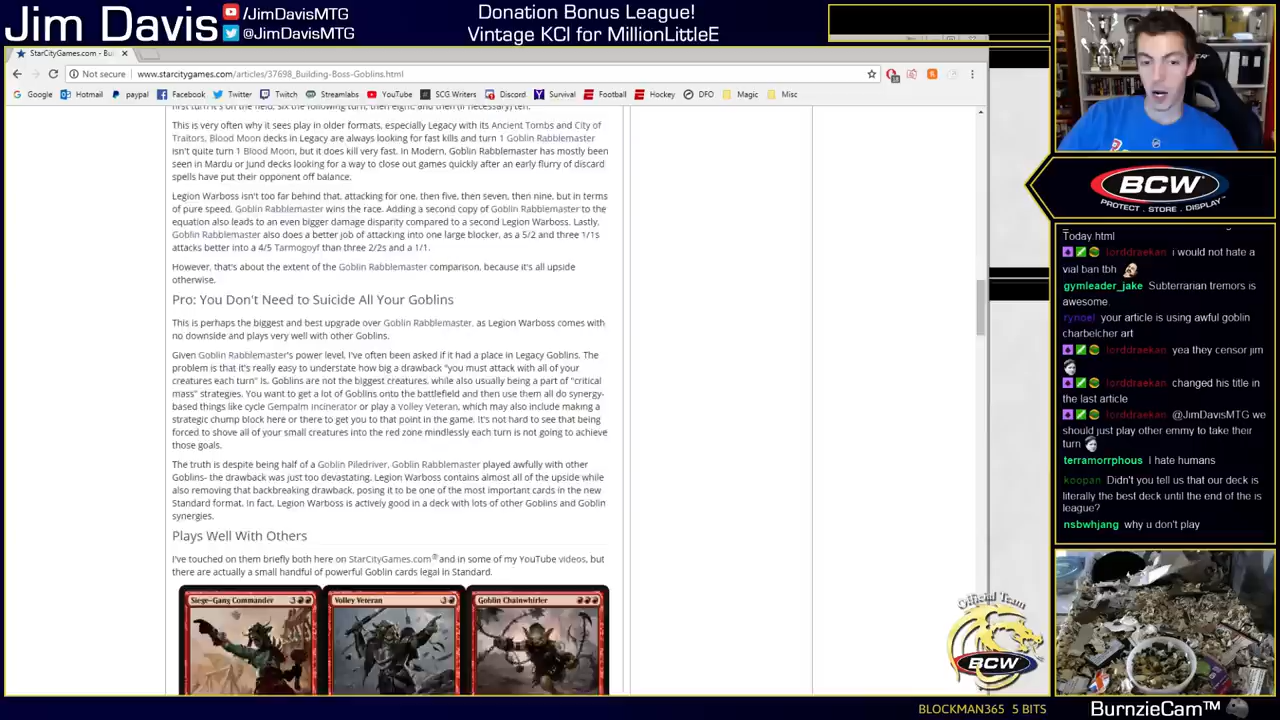 Jim Davis
/JimDavisMTG
@JimDavisMTG
Donation Bonus League!
Vintage KCI for MillionLittleE
StarCityGames.com - Bu
Not secure
www.starcitygames.com/articles/37698_Building-Boss-Goblins.html
Google Hotmail paypal Facebook Twitter Twitch Streamlabs YouTube SCG Writers Discord Survival Football Hockey DFO Magic Misc
first turn it's on the field, six the following turn, then eight, and then (if necessary) ten.
This is very often why it sees play in older formats, especially Legacy with its Ancient Tombs and City of
Traitors. Blood Moon decks in Legacy are always looking for fast kills and turn 1 Goblin Rabblemaster
isn't quite turn 1 Blood Moon, but it does kill very fast. In Modern, Goblin Rabblemaster has mostly been
seen in Mardu or Jund decks looking for a way to close out games quickly after an early flurry of discard
spells have put their opponent off balance.
Legion Warboss isn't too far behind that, attacking for one, then five, then seven, then nine, but in terms
of pure speed, Goblin Rabblemaster wins the race. Adding a second copy of Goblin Rabblemaster to the
equation also leads to an even bigger damage disparity compared to a second Legion Warboss. Lastly,
Goblin Rabblemaster also does a better job of attacking into one large blocker, as a 5/2 and three 1/1s
attacks better into a 4/5 Tarmogoyf than three 2/2s and a 1/1.
However, that's about the extent of the Goblin Rabblemaster comparison, because it's all upside
otherwise.
Pro: You Don't Need to Suicide All Your Goblins
This is perhaps the biggest and best upgrade over Goblin Rabblemaster, as Legion Warboss comes with
no downside and plays very well with other Goblins.
Given Goblin Rabblemaster's power level, I've often been asked if it had a place in Legacy Goblins. The
problem is that it's really easy to understate how big a drawback "you must attack with all of your
creatures each turn" is. Goblins are not the biggest creatures, while also usually being a part of "critical
mass" strategies. You want to get a lot of Goblins onto the battlefield and then use them all do synergy-
based things like cycle Gempalm Incinerator or play a Volley Veteran, which may also include making a
strategic chump block here or there to get you to that point in the game. It's not hard to see that being
forced to shove all of your small creatures into the red zone mindlessly each turn is not going to achieve
those goals.
The truth is despite being half of a Goblin Piledriver, Goblin Rabblemaster played awfully with other
Goblins- the drawback was just too devastating. Legion Warboss contains almost all of the upside while
also removing that backbreaking drawback, posing it to be one of the most important cards in the new
Standard format. In fact, Legion Warboss is actively good in a deck with lots of other Goblins and Goblin
synergies.
Plays Well With Others
I've touched on them briefly both here on StarCityGames.com® and in some of my YouTube videos, but
there are actually a small handful of powerful Goblin cards legal in Standard.
Siege-Gang Commander
Volley Veteran
Goblin Chainwhirler
BCW
PROTECT . STORE . DISPLAY
Today.html
lorddraekan i would not hate a
vial ban tbh
gymleader_jake Subterrarian tremors is
awesome
rynoel your article is using awful goblin
charbelcher art
lorddraekan yea they censor jim
lorddraekan changed his title in
the last article
lorddraekan @JimDavisMTG we
should just play other emmy to take their
turn
terramorrphous I hate humans
koopan Didn't you tell us that our deck is
literally the best deck until the end of the is
league?
nsbwhjang why u don't play
Official Team
BCW
BLOCKMAN365 5 BITS
BurnzieCam™